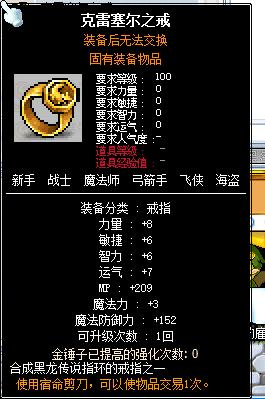 克雷塞尔之戒
装备后无法交换
固有装备物品
要求等级 : 100
要求力量 : 0
要求敏捷 : 0
要求智力 : 0
要求运气 : 0
要求人气度 : -
道具等级 : -
道具经验值 : -
新手 战士 魔法师 弓箭手 飞侠 海盗
装备分类 : 戒指
力量 : +8
敏捷 : +6
智力 : +6
运气 : +7
MP : +209
魔法力 : +3
魔法防御力 : +152
可升级次数 : 1回
金锤子已提高的强化次数: 0
合成黑龙传说指环的戒指之一
使用宿命剪刀，可以使物品交易1次。